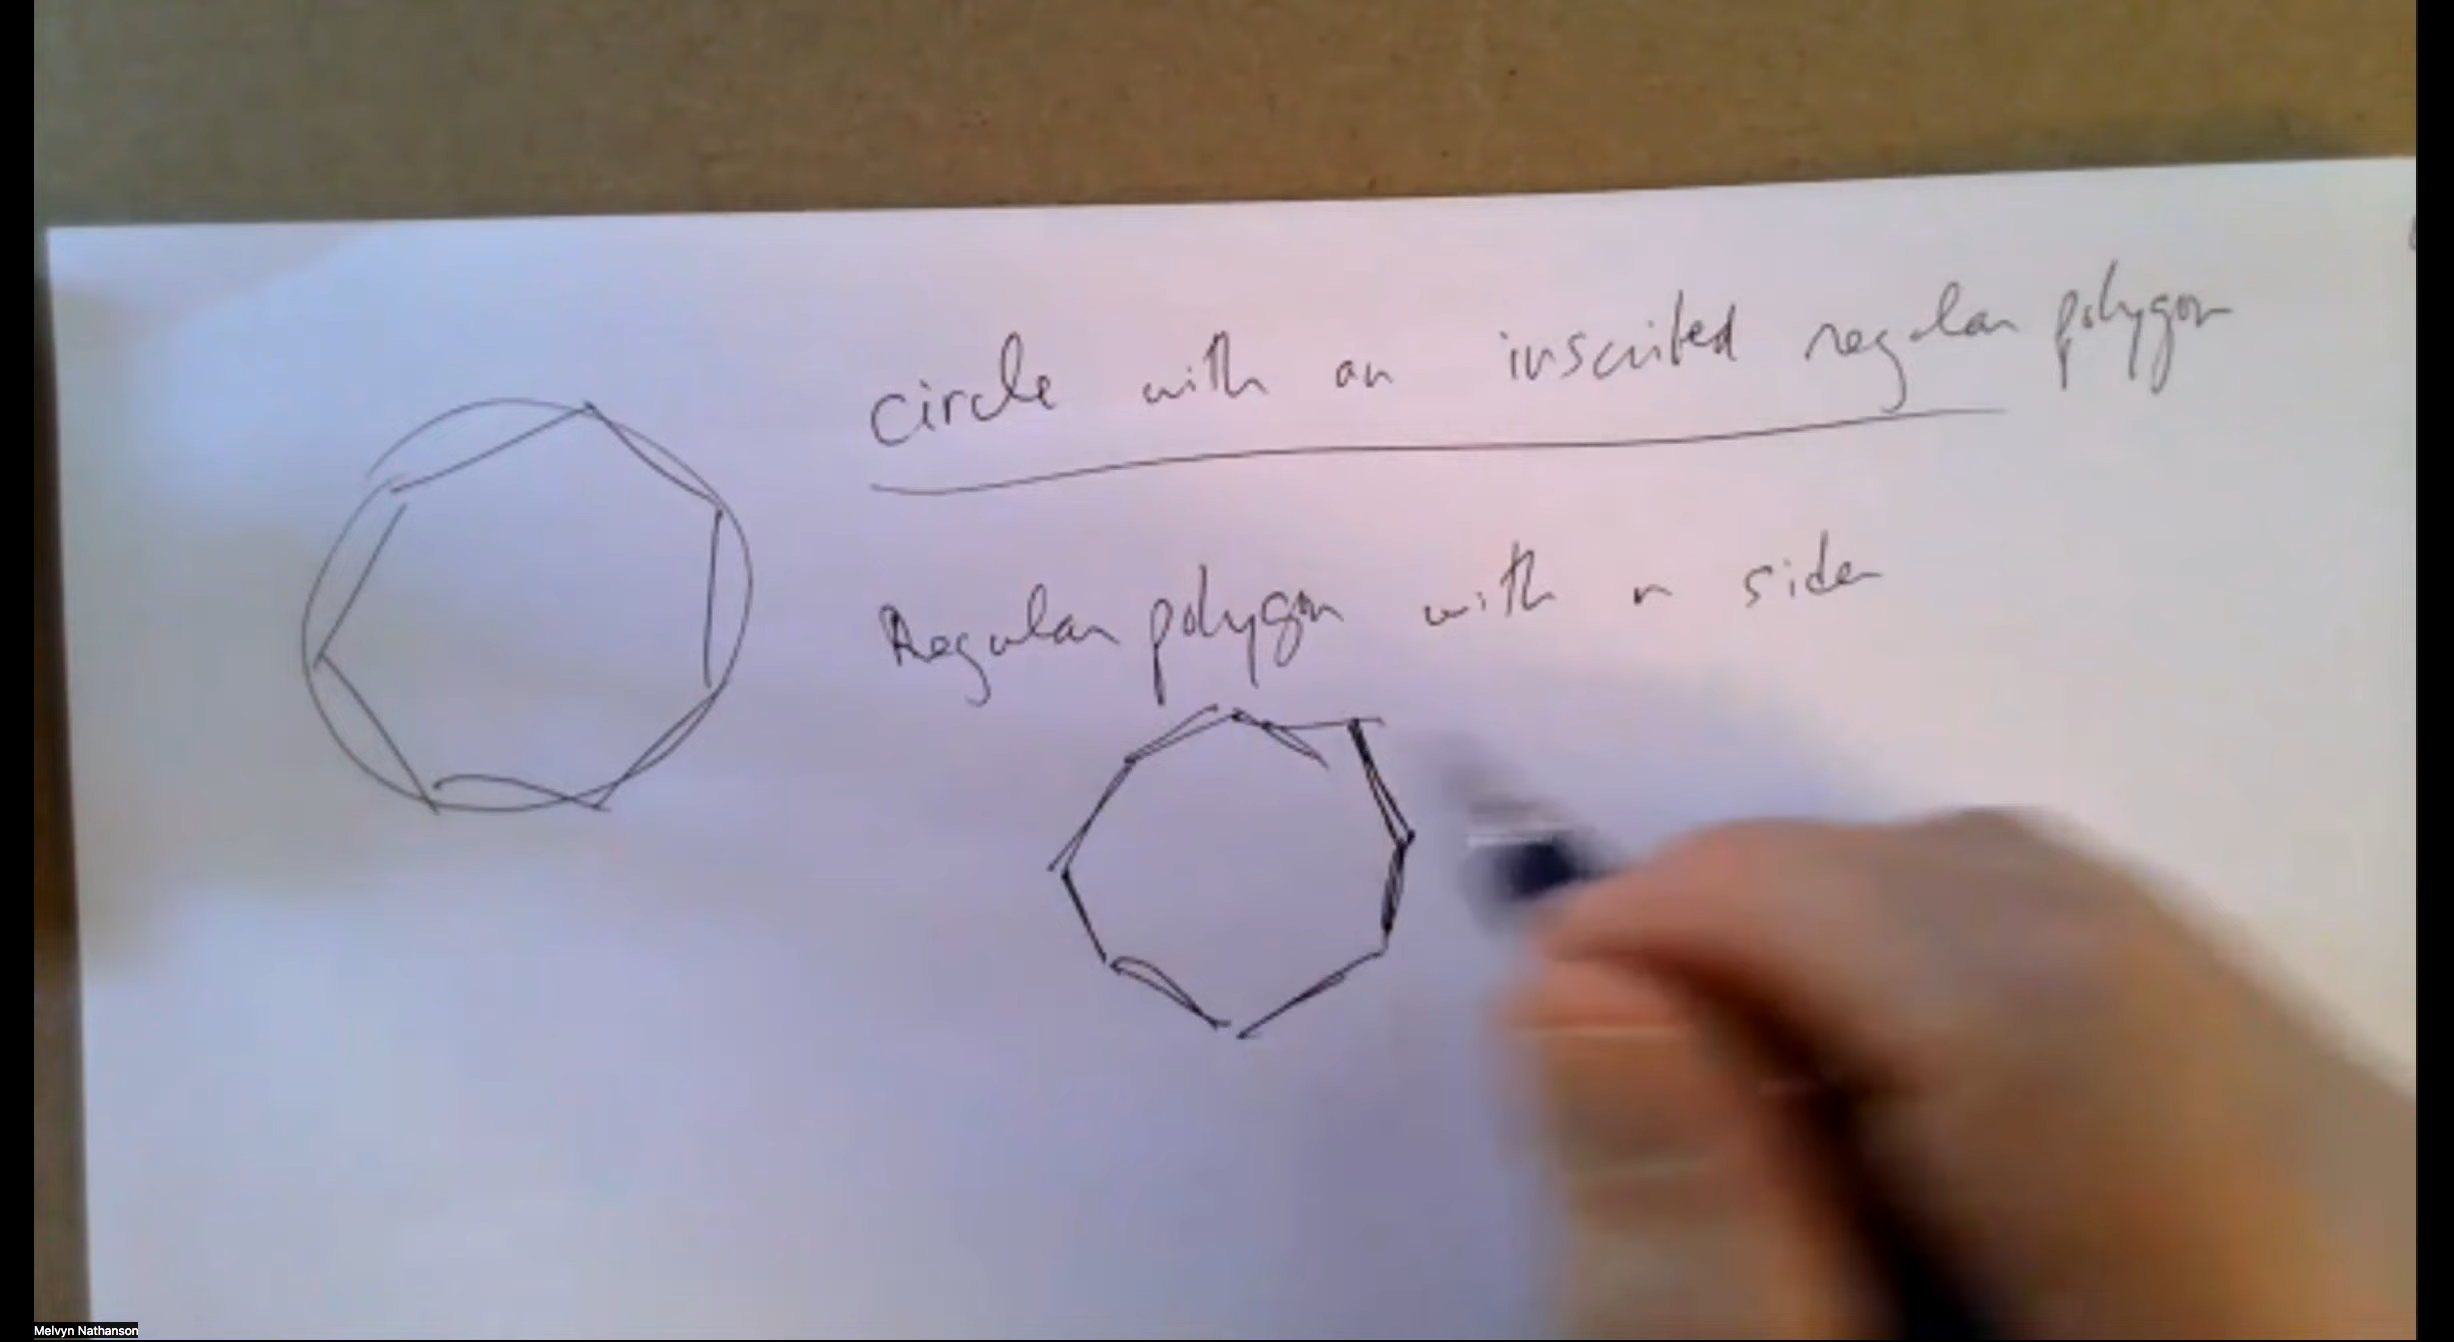 circle with an inscribed regular polygon
Regular polygon with n sides
Melvyn Nathanson